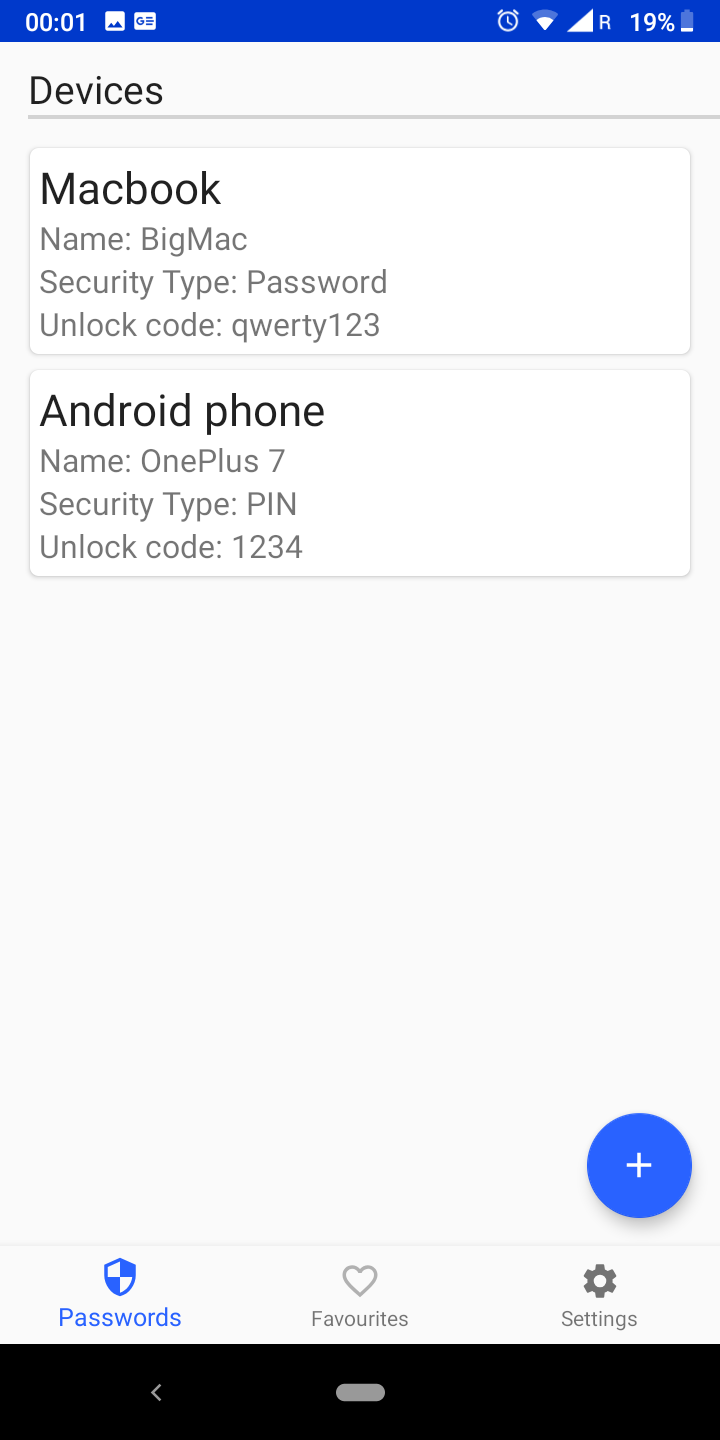 00:01 GE R 19%
Devices
Macbook
Name: BigMac
Security Type: Password
Unlock code: qwerty123
Android phone
Name: OnePlus 7
Security Type: PIN
Unlock code: 1234
Passwords
Favourites
Settings